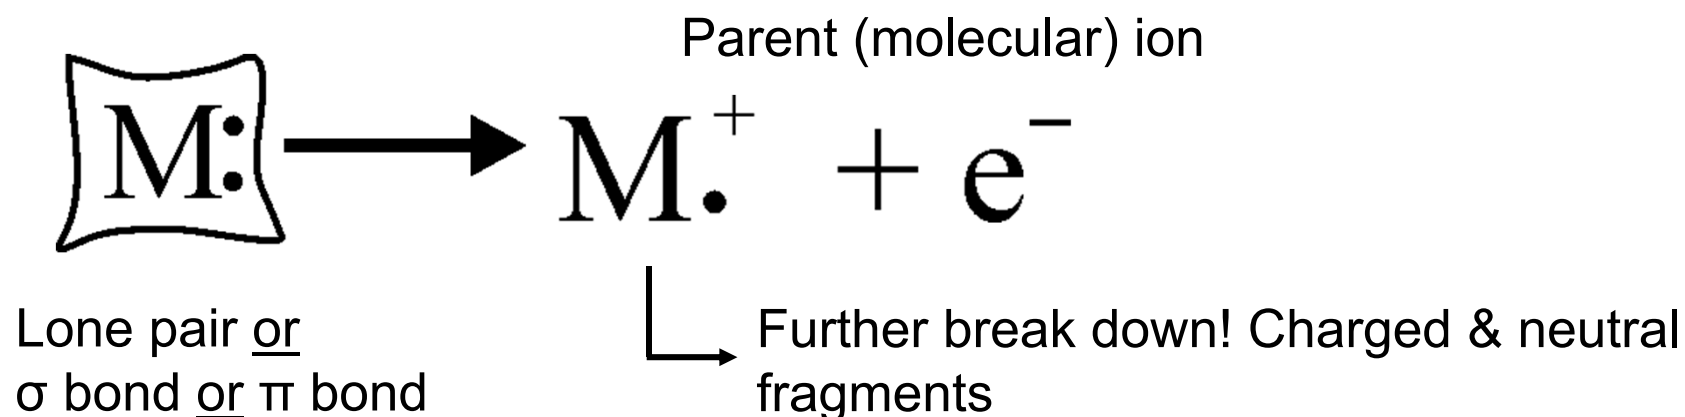 Parent (molecular) ion
M: M.+ + e−
Lone pair or
σ bond or π bond
Further break down! Charged & neutral
fragments